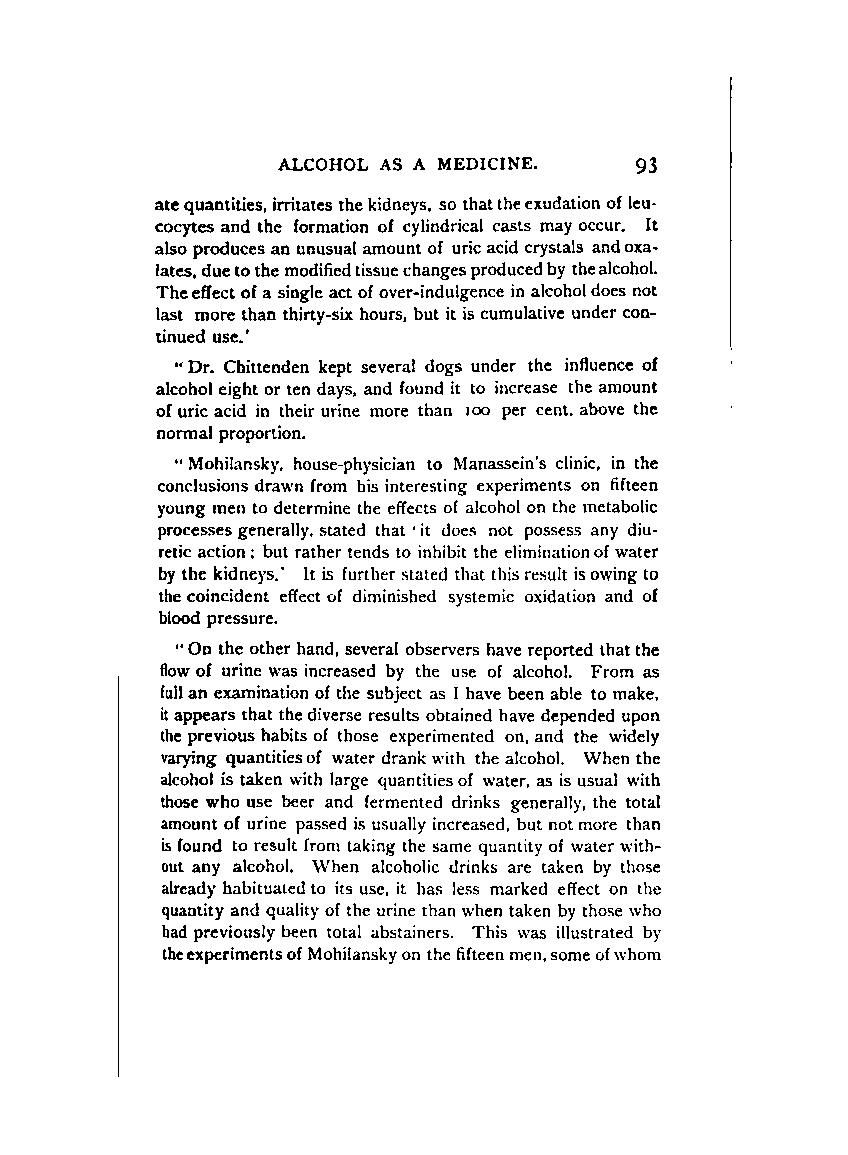 ALCOHOL AS A MEDICINE. 93
ate quantities, irritates the kidneys, so that the exudation of leu-
cocytes and the formation of cylindrical casts may occur. It
also produces an unusual amount of uric acid crystals and oxa-
lates, due to the modified tissue changes produced by the alcohol.
The effect of a single act of over-indulgence in alcohol does not
last more than thirty-six hours, but it is cumulative under con-
tinued use.'
"Dr. Chittenden kept several dogs under the influence of
alcohol eight or ten days, and found it to increase the amount
of uric acid in their urine more than 100 per cent. above the
normal proportion.
"Mohilansky, house-physician to Manassein's clinic, in the
conclusions drawn from his interesting experiments on fifteen
young men to determine the effects of alcohol on the metabolic
processes generally, stated that 'it does not possess any diu-
retic action; but rather tends to inhibit the elimination of water
by the kidneys.' It is further stated that this result is owing to
the coincident effect of diminished systemic oxidation and of
blood pressure.
"On the other hand, several observers have reported that the
flow of urine was increased by the use of alcohol. From as
full an examination of the subject as I have been able to make,
it appears that the diverse results obtained have depended upon
the previous habits of those experimented on, and the widely
varying quantities of water drank with the alcohol. When the
alcohol is taken with large quantities of water, as is usual with
those who use beer and fermented drinks generally, the total
amount of urine passed is usually increased, but not more than
is found to result from taking the same quantity of water with-
out any alcohol. When alcoholic drinks are taken by those
already habituated to its use, it has less marked effect on the
quantity and quality of the urine than when taken by those who
had previously been total abstainers. This was illustrated by
the experiments of Mohilansky on the fifteen men, some of whom